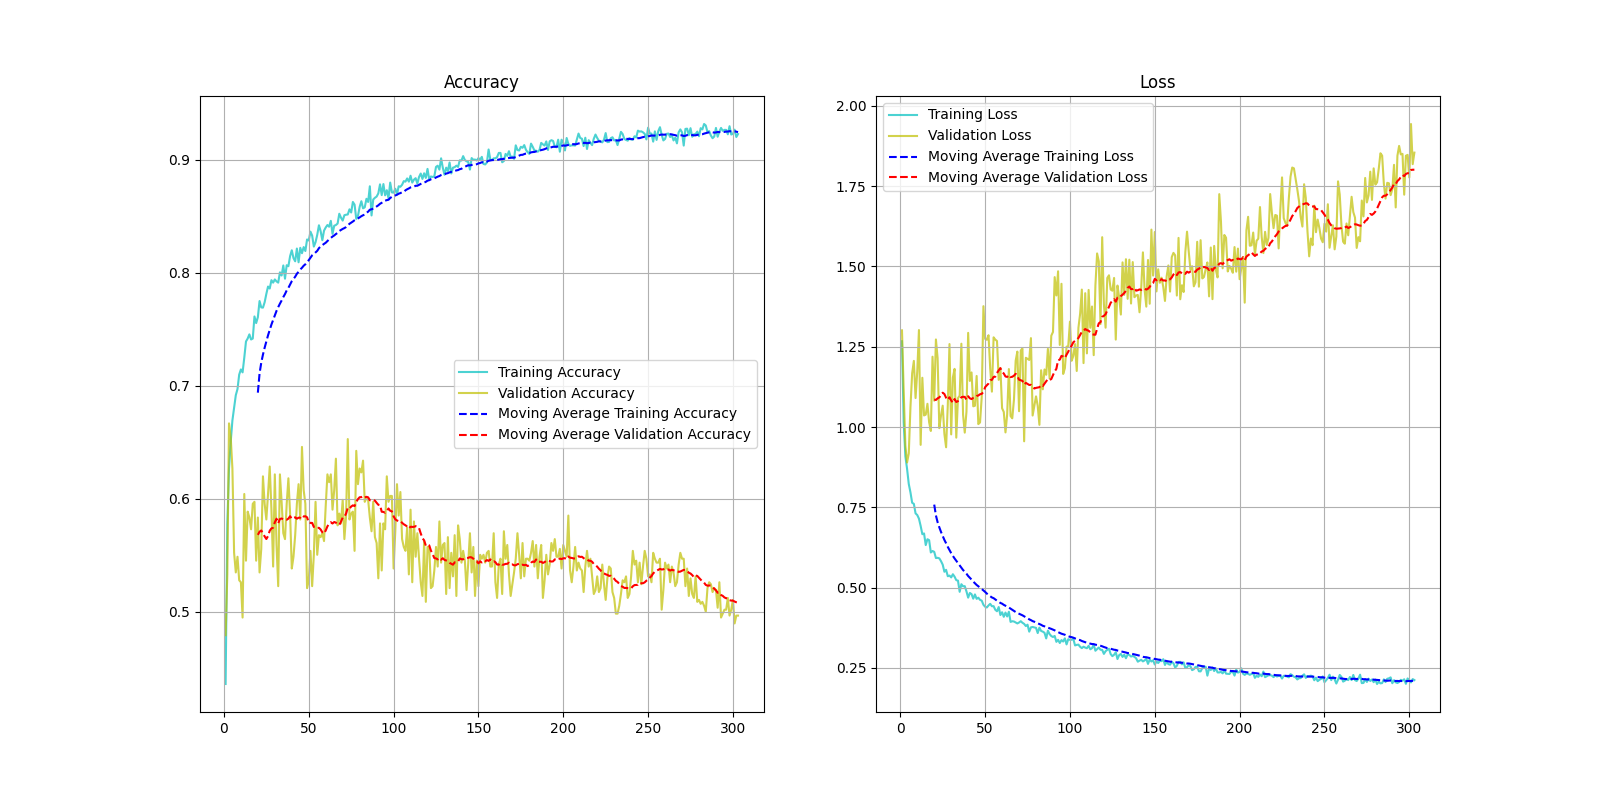 Accuracy
0.9
0.8
0.7
0.6
0.5
0 50 100 150 200 250 300
Training Accuracy
Validation Accuracy
Moving Average Training Accuracy
Moving Average Validation Accuracy
Loss
2.00
1.75
1.50
1.25
1.00
0.75
0.50
0.25
0 50 100 150 200 250 300
Training Loss
Validation Loss
Moving Average Training Loss
Moving Average Validation Loss